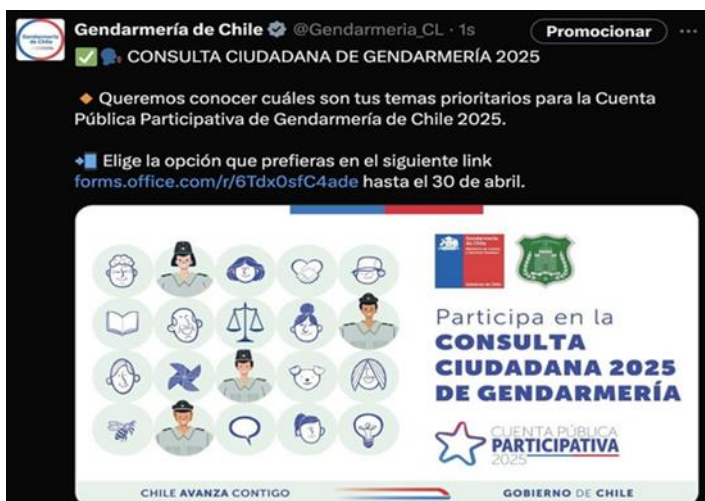 Gendarmería de Chile @Gendarmeria_CL · 1s
Promocionar
✅🗣️ CONSULTA CIUDADANA DE GENDARMERÍA 2025
🔸 Queremos conocer cuáles son tus temas prioritarios para la Cuenta
Pública Participativa de Gendarmería de Chile 2025.
📲 Elige la opción que prefieras en el siguiente link
forms.office.com/r/6Tdx0sfC4ade hasta el 30 de abril.
Participa en la
CONSULTA
CIUDADANA 2025
DE GENDARMERÍA
CUENTA PÚBLICA
PARTICIPATIVA
2025
CHILE AVANZA CONTIGO
GOBIERNO DE CHILE